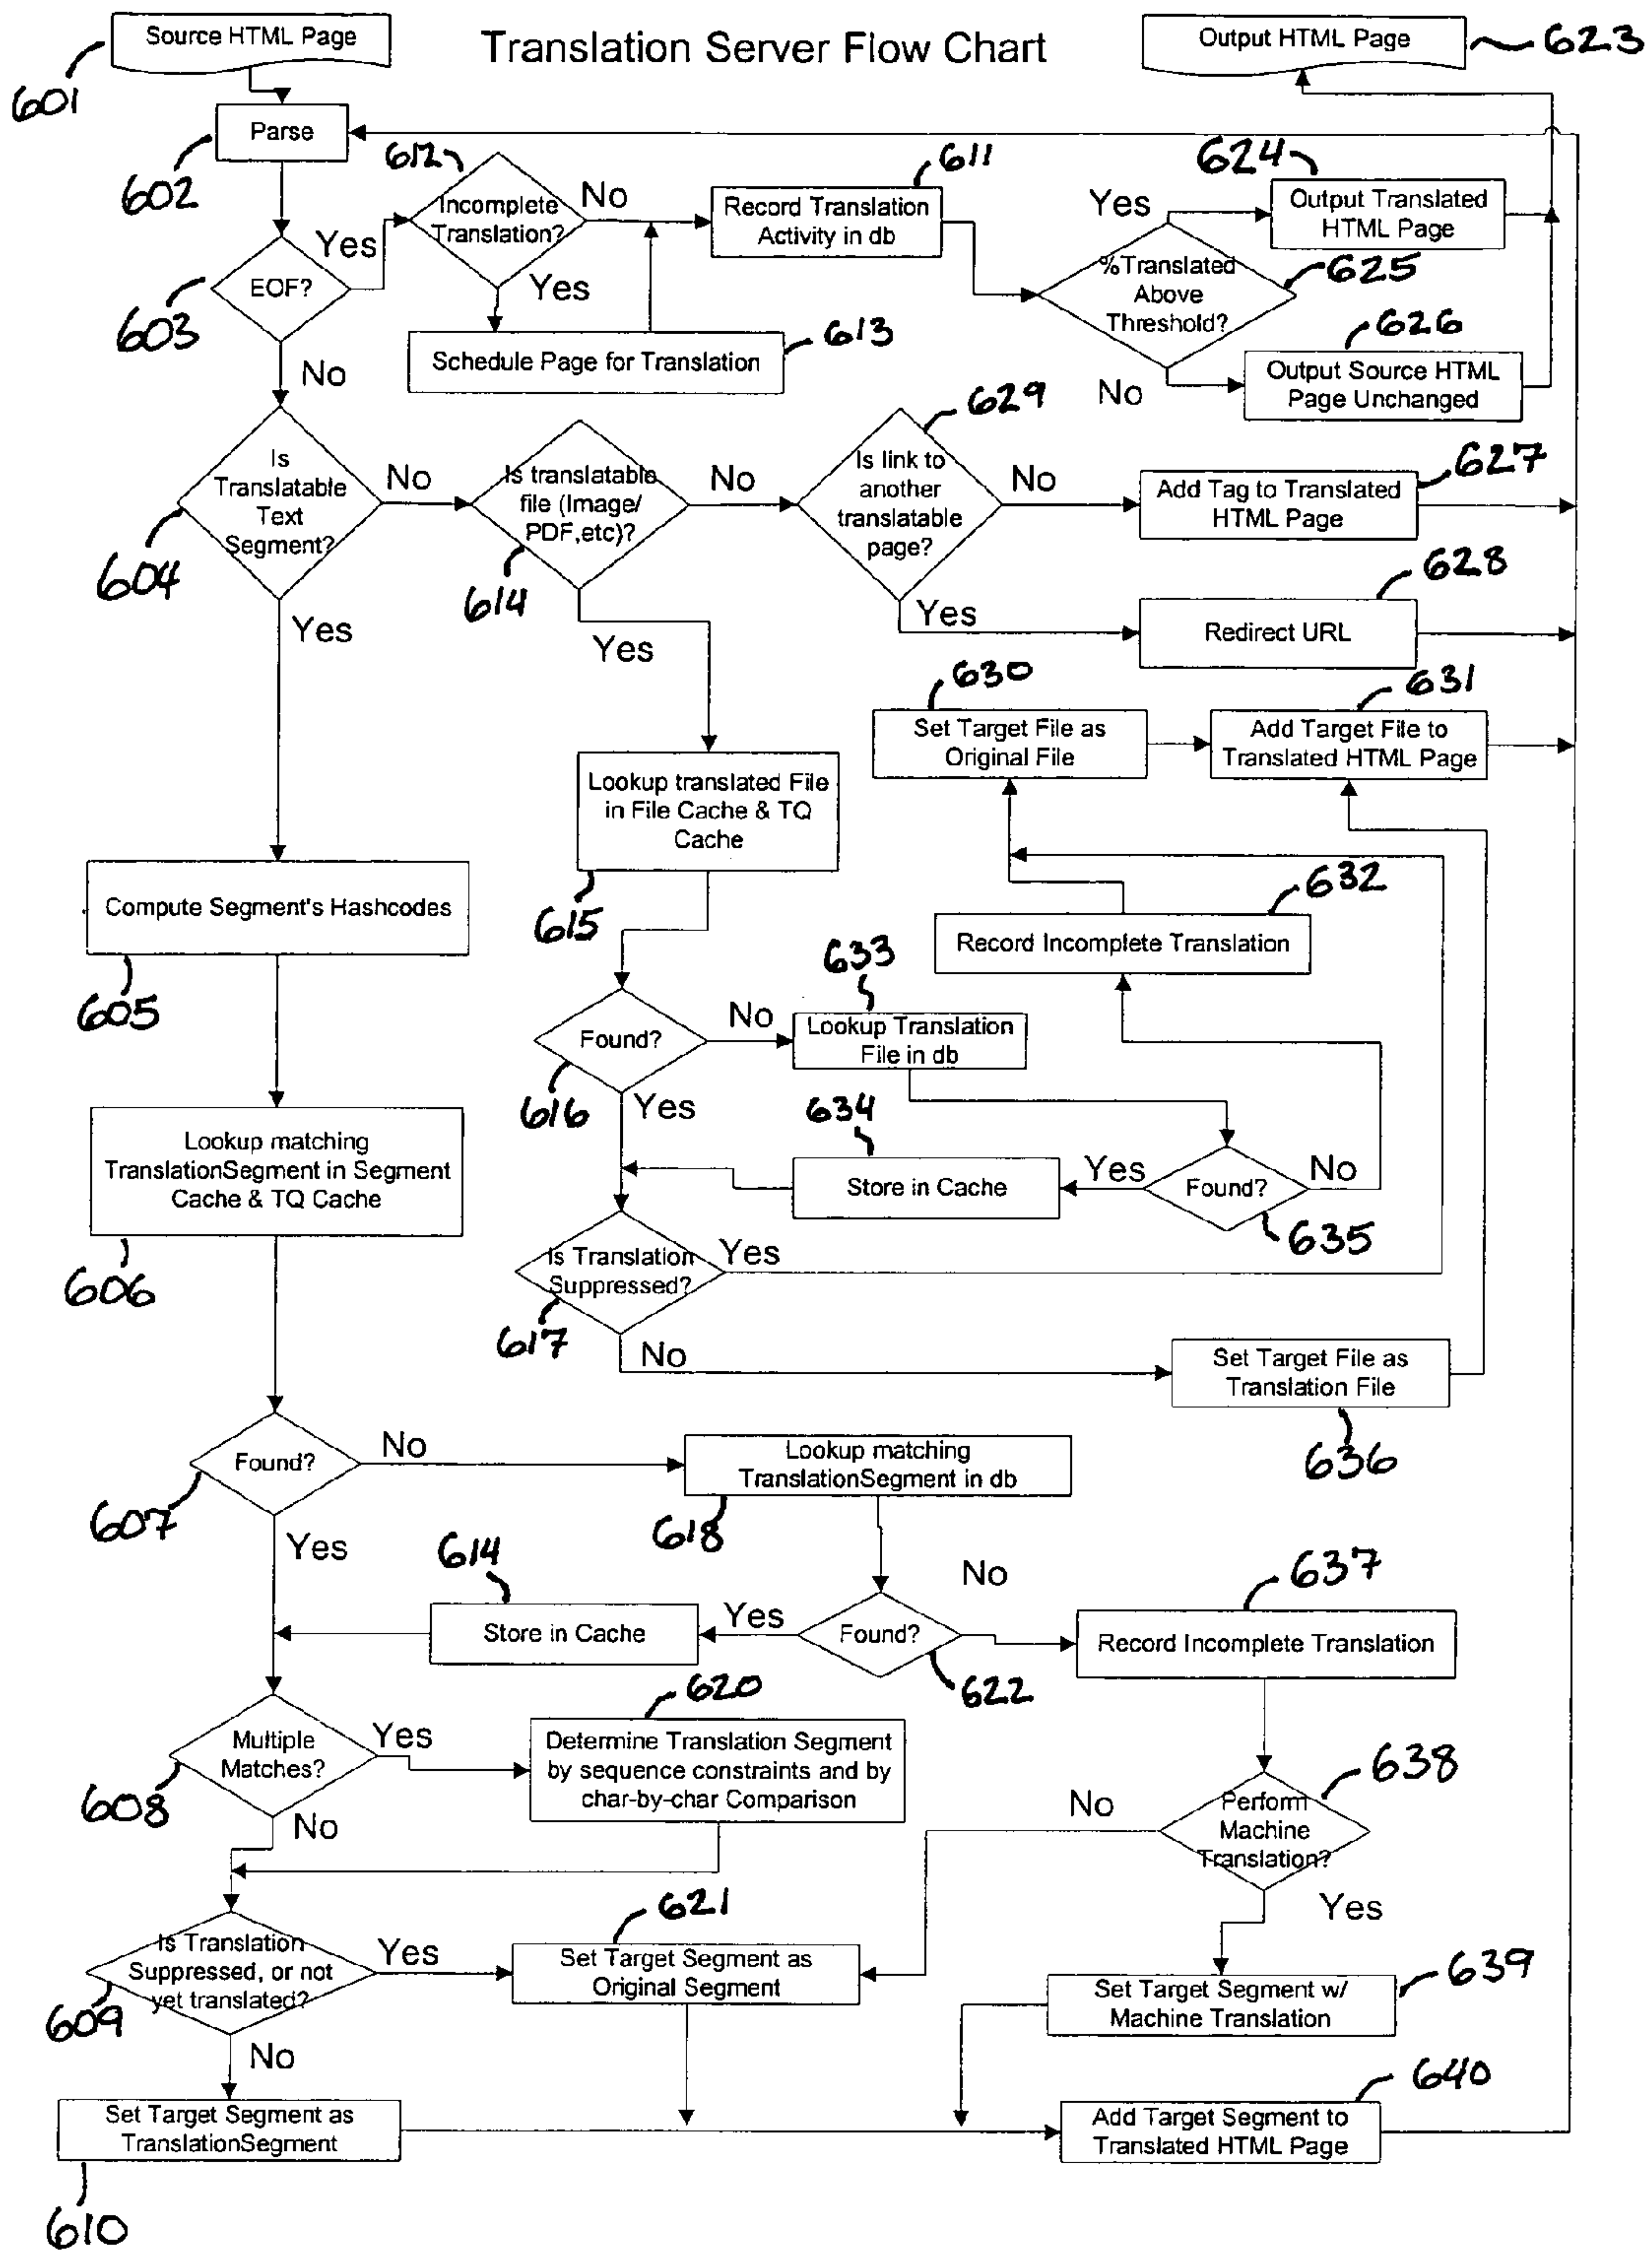 Source HTML Page
Translation Server Flow Chart
Output HTML Page
623
601
Parse
602
612
611
624
Incomplete
Translation?
No
Record Translation
Activity in db
Yes
Output Translated
HTML Page
Yes
EOF?
603
Yes
%Translated
Above
Threshold?
625
Schedule Page for Translation
613
626
No
Output Source HTML
Page Unchanged
No
629
Is
Translatable
Text
Segment?
No
Is translatable
file (Image/
PDF,etc)?
No
Is link to
another
translatable
page?
No
Add Tag to Translated
HTML Page
627
604
614
628
Yes
Yes
Yes
Redirect URL
630
631
Set Target File as
Original File
Add Target File to
Translated HTML Page
Lookup translated File
in File Cache & TQ
Cache
615
Compute Segment's Hashcodes
605
632
Record Incomplete Translation
633
Found?
No
Lookup Translation
File in db
616
Yes
634
Lookup matching
TranslationSegment in Segment
Cache & TQ Cache
606
Store in Cache
Yes
Found?
No
635
Is Translation
Suppressed?
Yes
617
No
Set Target File as
Translation File
636
Found?
No
Lookup matching
TranslationSegment in db
607
618
Yes
614
No
637
Store in Cache
Yes
Found?
Record Incomplete Translation
622
620
Multiple
Matches?
Yes
Determine Translation Segment
by sequence constraints and by
char-by-char Comparison
608
No
No
Perform
Machine
Translation?
638
Yes
621
Is Translation
Suppressed, or not
yet translated?
Yes
Set Target Segment as
Original Segment
609
Set Target Segment w/
Machine Translation
639
No
640
Set Target Segment as
TranslationSegment
Add Target Segment to
Translated HTML Page
610